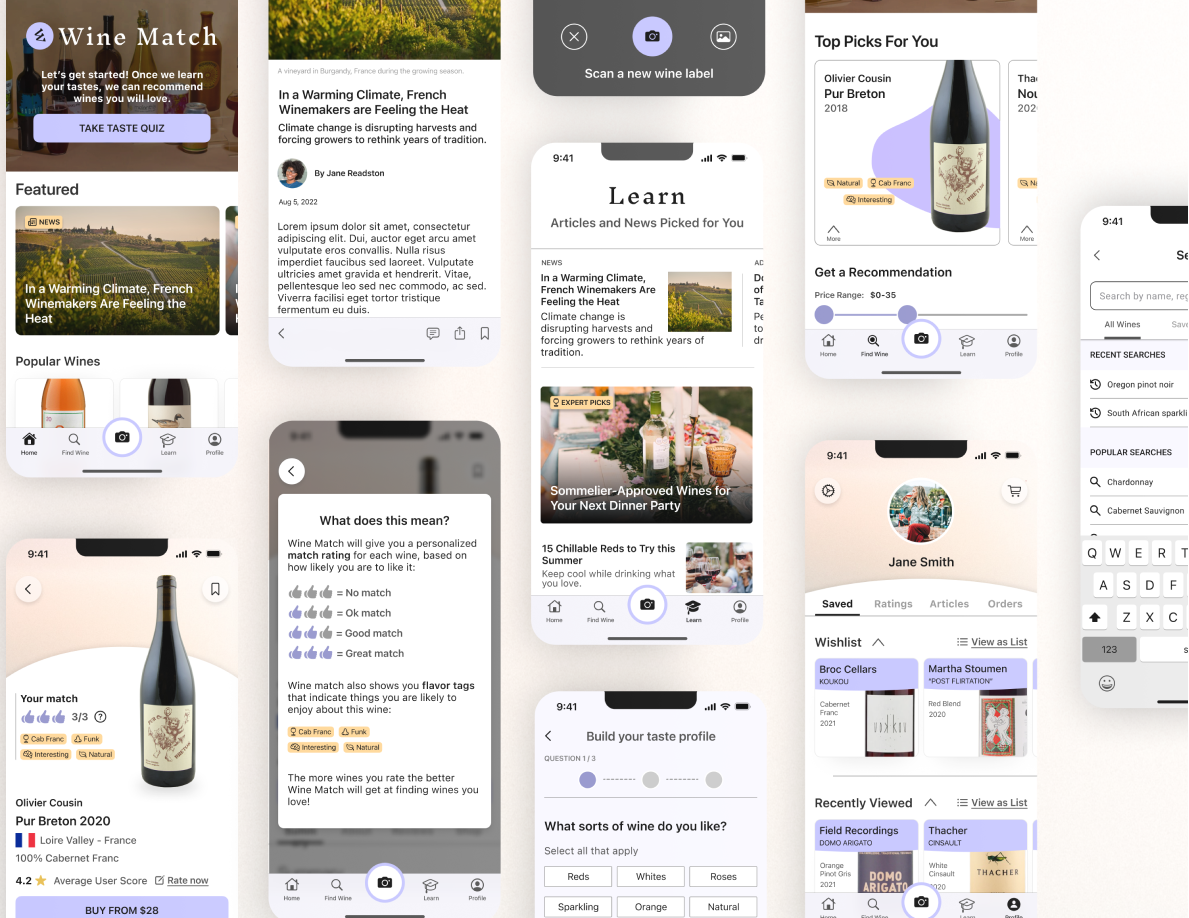 Wine Match
Let's get started! Once we learn
your tastes, we can recommend
wines you will love.
TAKE TASTE QUIZ
Featured
NEWS
In a Warming Climate, French
Winemakers Are Feeling the
Heat
Popular Wines
Home
Find Wine
Learn
Profile
9:41
Your match
3/3
Cab Franc
Funk
Interesting
Natural
PUR BRETON
Olivier Cousin
Pur Breton 2020
Loire Valley - France
100% Cabernet Franc
4.2
Average User Score
Rate now
BUY FROM $28
A vineyard in Burgandy, France during the growing season.
In a Warming Climate, French
Winemakers are Feeling the Heat
Climate change is disrupting harvests and
forcing growers to rethink years of tradition.
By Jane Readston
Aug 5, 2022
Lorem ipsum dolor sit amet, consectetur
adipiscing elit. Dui, auctor eget arcu amet
vulputate eros convallis. Nulla risus
imperdiet faucibus sed laoreet. Vulputate
ultricies amet gravida et hendrerit. Vitae,
pellentesque leo sed nec commodo, ac sed.
Viverra facilisi eget tortor tristique
fermentum eu duis.
What does this mean?
Wine Match will give you a personalized
match rating for each wine, based on
how likely you are to like it:
= No match
= Ok match
= Good match
= Great match
Wine match also shows you flavor tags
that indicate things you are likely to
enjoy about this wine:
Cab Franc
Funk
Interesting
Natural
The more wines you rate the better
Wine Match will get at finding wines you
love!
Home
Find Wine
Learn
Profile
Scan a new wine label
9:41
Learn
Articles and News Picked for You
NEWS
In a Warming Climate,
French Winemakers Are
Feeling the Heat
Climate change is
disrupting harvests and
forcing growers to rethink years of
tradition.
EXPERT PICKS
Sommelier-Approved Wines for
Your Next Dinner Party
15 Chillable Reds to Try this
Summer
Keep cool while drinking what
you love.
Home
Find Wine
Learn
Profile
9:41
Build your taste profile
QUESTION 1 / 3
What sorts of wine do you like?
Select all that apply
Reds
Whites
Roses
Sparkling
Orange
Natural
Top Picks For You
Olivier Cousin
Pur Breton
2018
Natural
Cab Franc
Interesting
More
PUR BRETON
More
Get a Recommendation
Price Range: $0-35
Home
Find Wine
Learn
Profile
9:41
Jane Smith
Saved
Ratings
Articles
Orders
Wishlist
View as List
Broc Cellars
KOUKOU
Cabernet
Franc
2021
Martha Stoumen
"POST FLIRTATION"
Red Blend
2020
Recently Viewed
View as List
Field Recordings
DOMO ARIGATO
Orange
Pinot Gris
2021
DOMO
ARIGATO
Thacher
CINSAULT
White
Cinsault
2020
THACHER
Home
Find Wine
Learn
Profile
9:41
Search by name, reg
All Wines
RECENT SEARCHES
Oregon pinot noir
South African sparkli
POPULAR SEARCHES
Chardonnay
Cabernet Sauvignon
Q W E R T
A S D F
Z X C
123